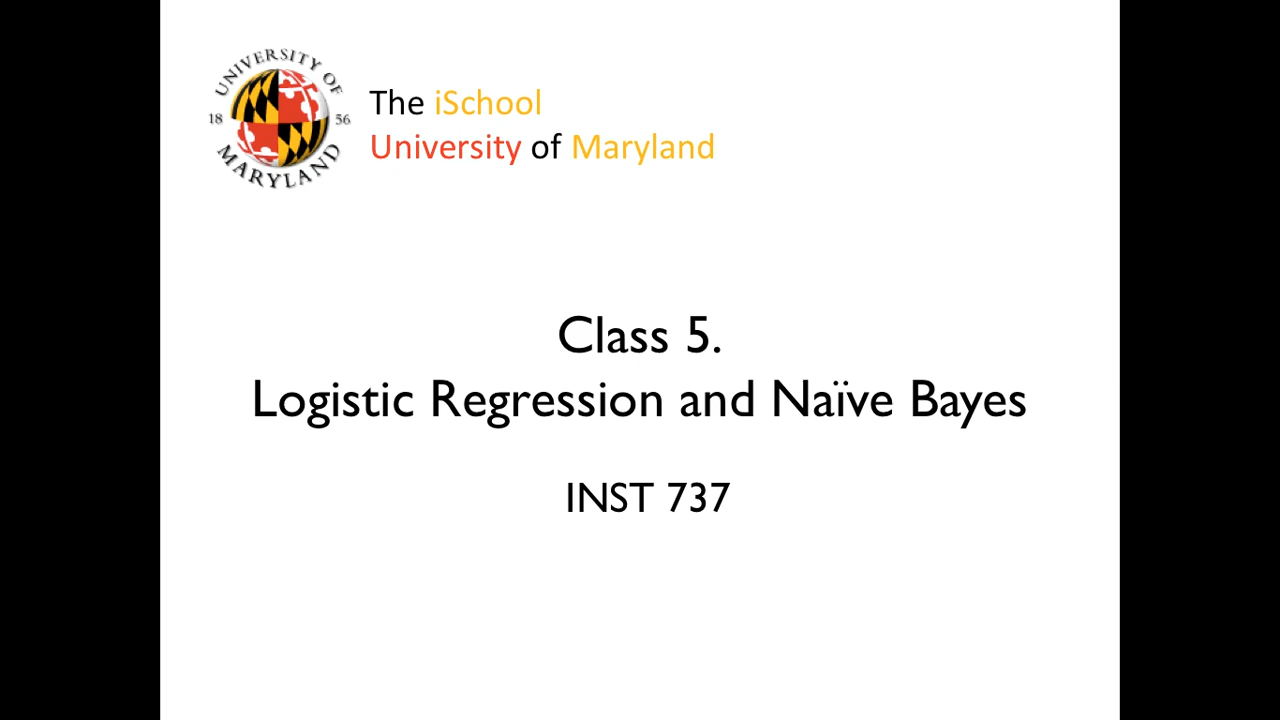 UNIVERSITY OF
18 56
MARYLAND
The iSchool
University of Maryland
Class 5.
Logistic Regression and Naïve Bayes
INST 737